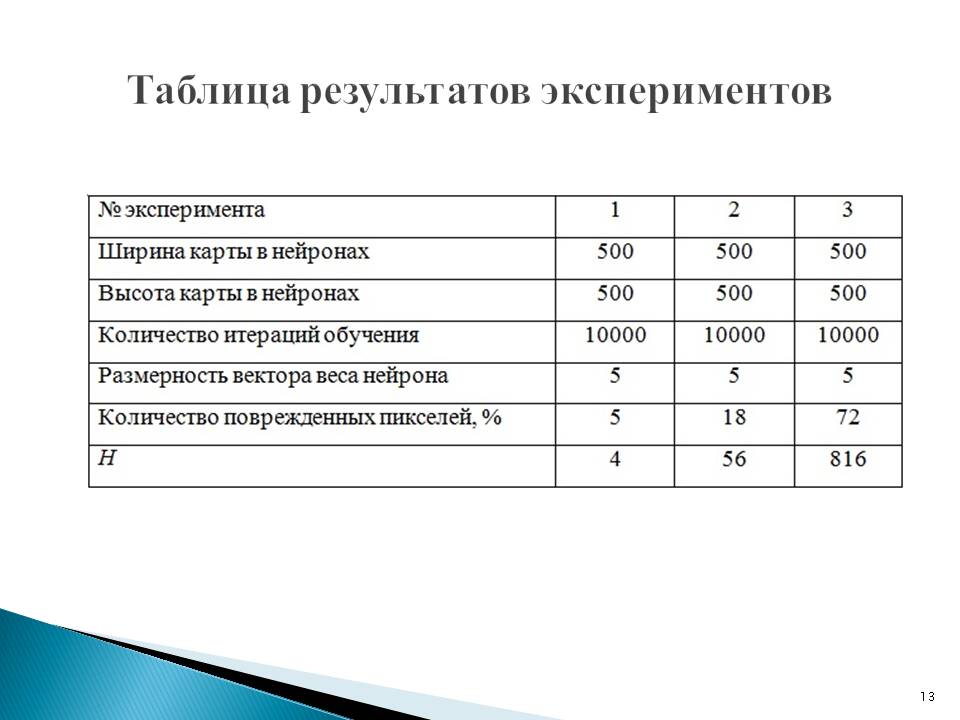 Таблица результатов экспериментов
№ эксперимента 1 2 3
Ширина карты в нейронах 500 500 500
Высота карты в нейронах 500 500 500
Количество итераций обучения 10000 10000 10000
Размерность вектора веса нейрона 5 5 5
Количество поврежденных пикселей, % 5 18 72
H 4 56 816
13